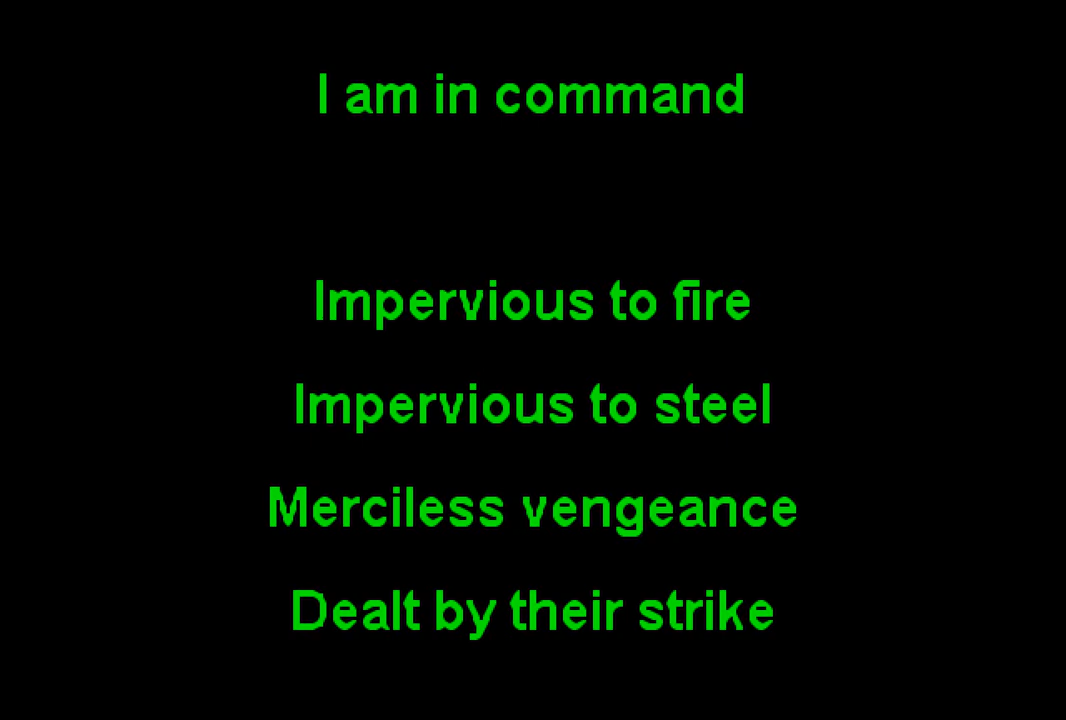 I am in command
Impervious to fire
Impervious to steel
Merciless vengeance
Dealt by their strike